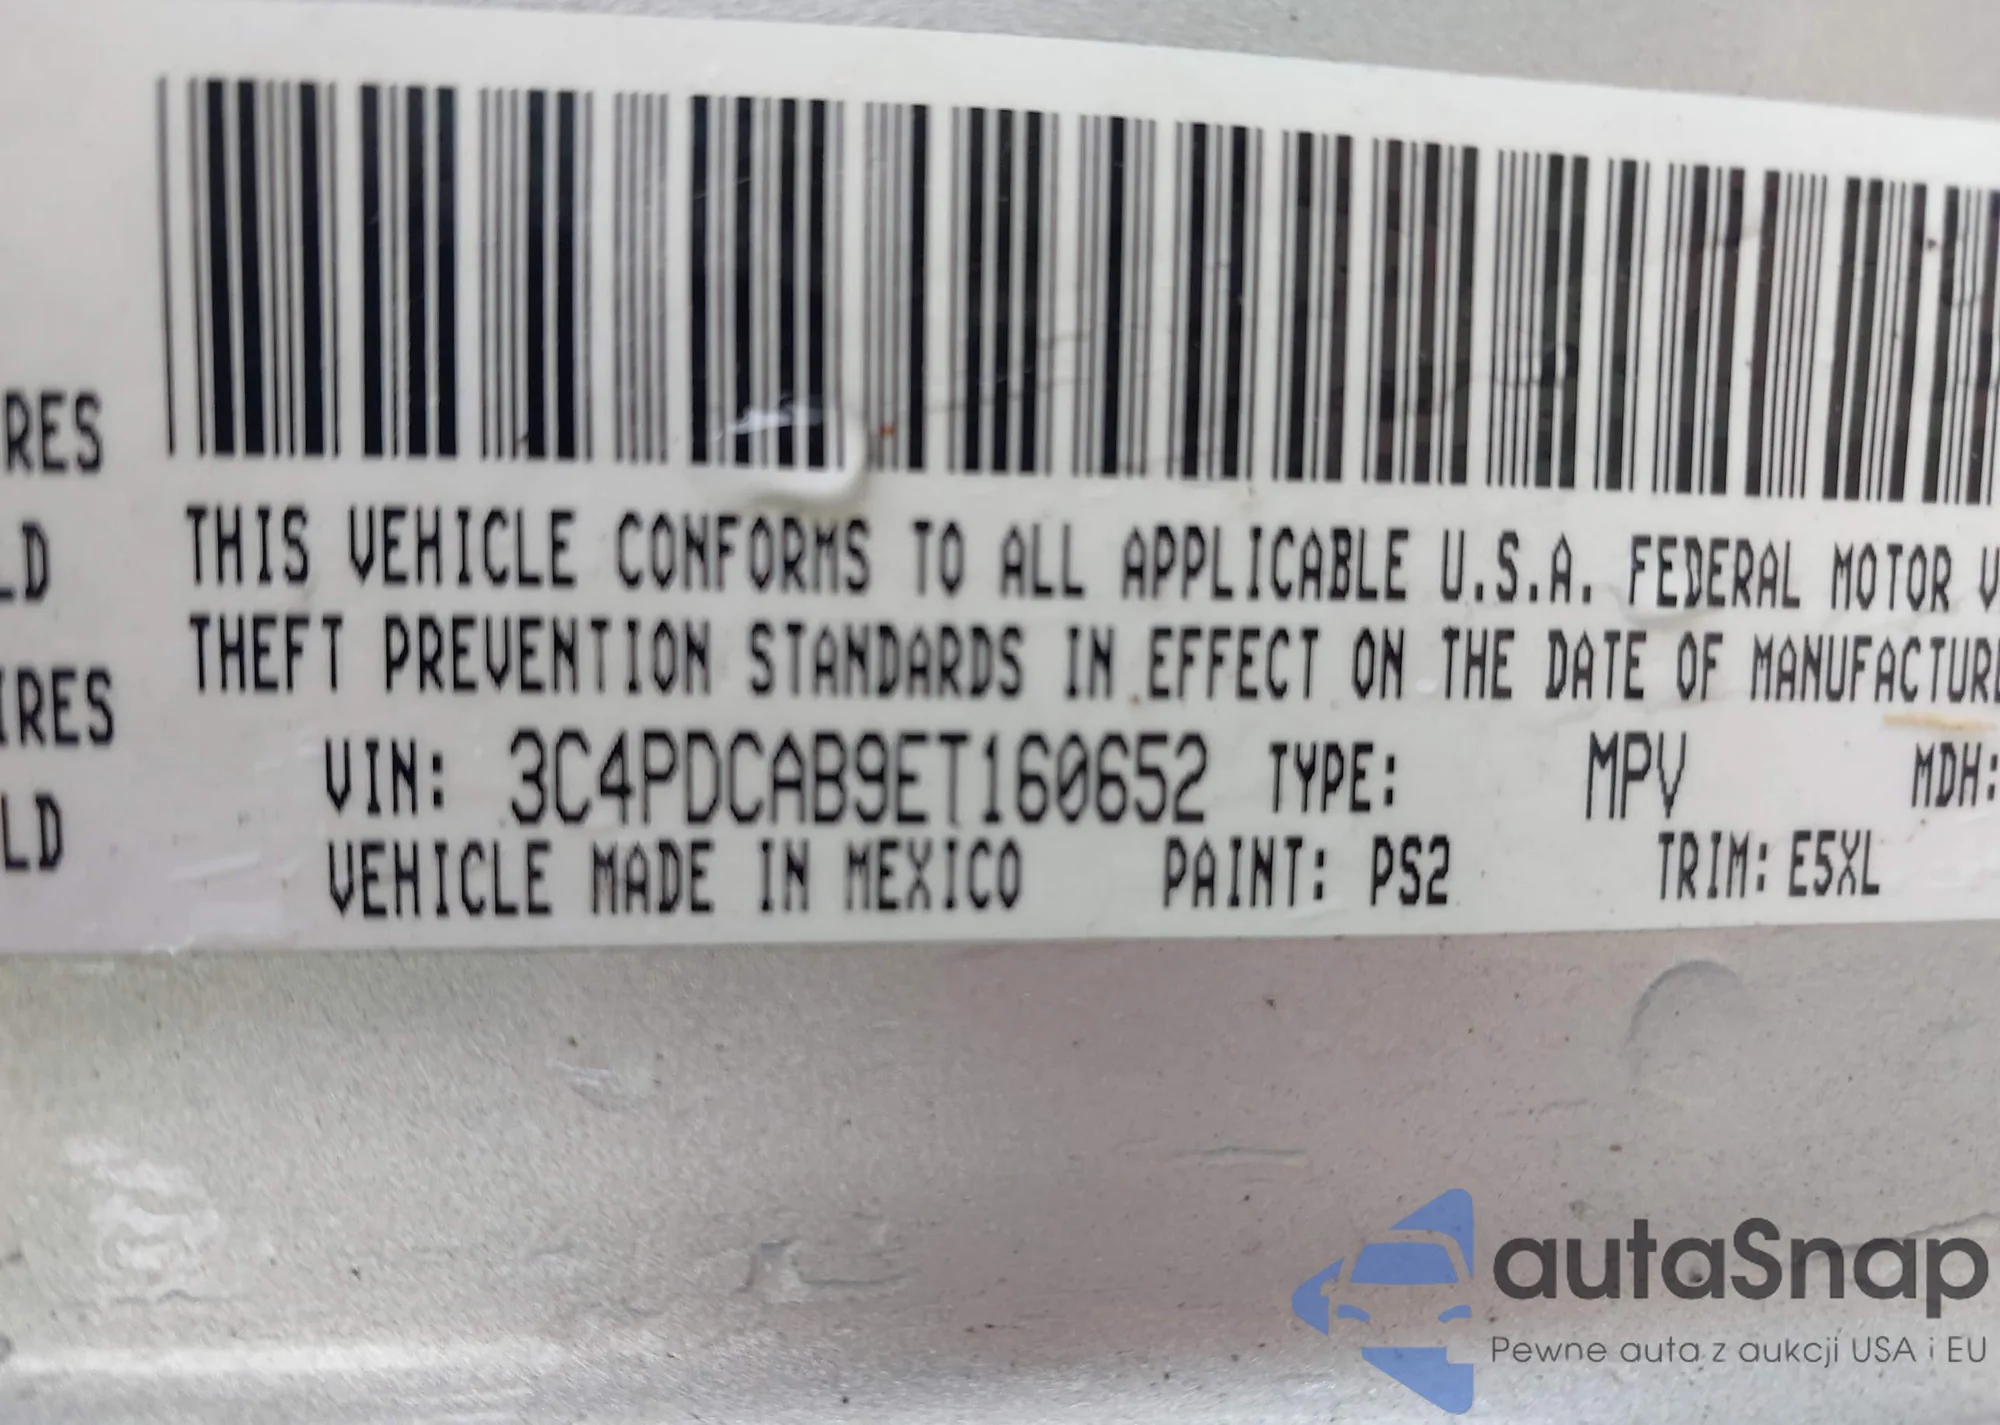 RES
LD
IRES
LD
THIS VEHICLE CONFORMS TO ALL APPLICABLE U.S.A. FEDERAL MOTOR V
THEFT PREVENTION STANDARDS IN EFFECT ON THE DATE OF MANUFACTURE
VIN: 3C4PDCAB9ET160652 TYPE: MPV MDH:
VEHICLE MADE IN MEXICO PAINT: PS2 TRIM: E5XL
autaSnap
Pewne auta z aukcji USA i EU